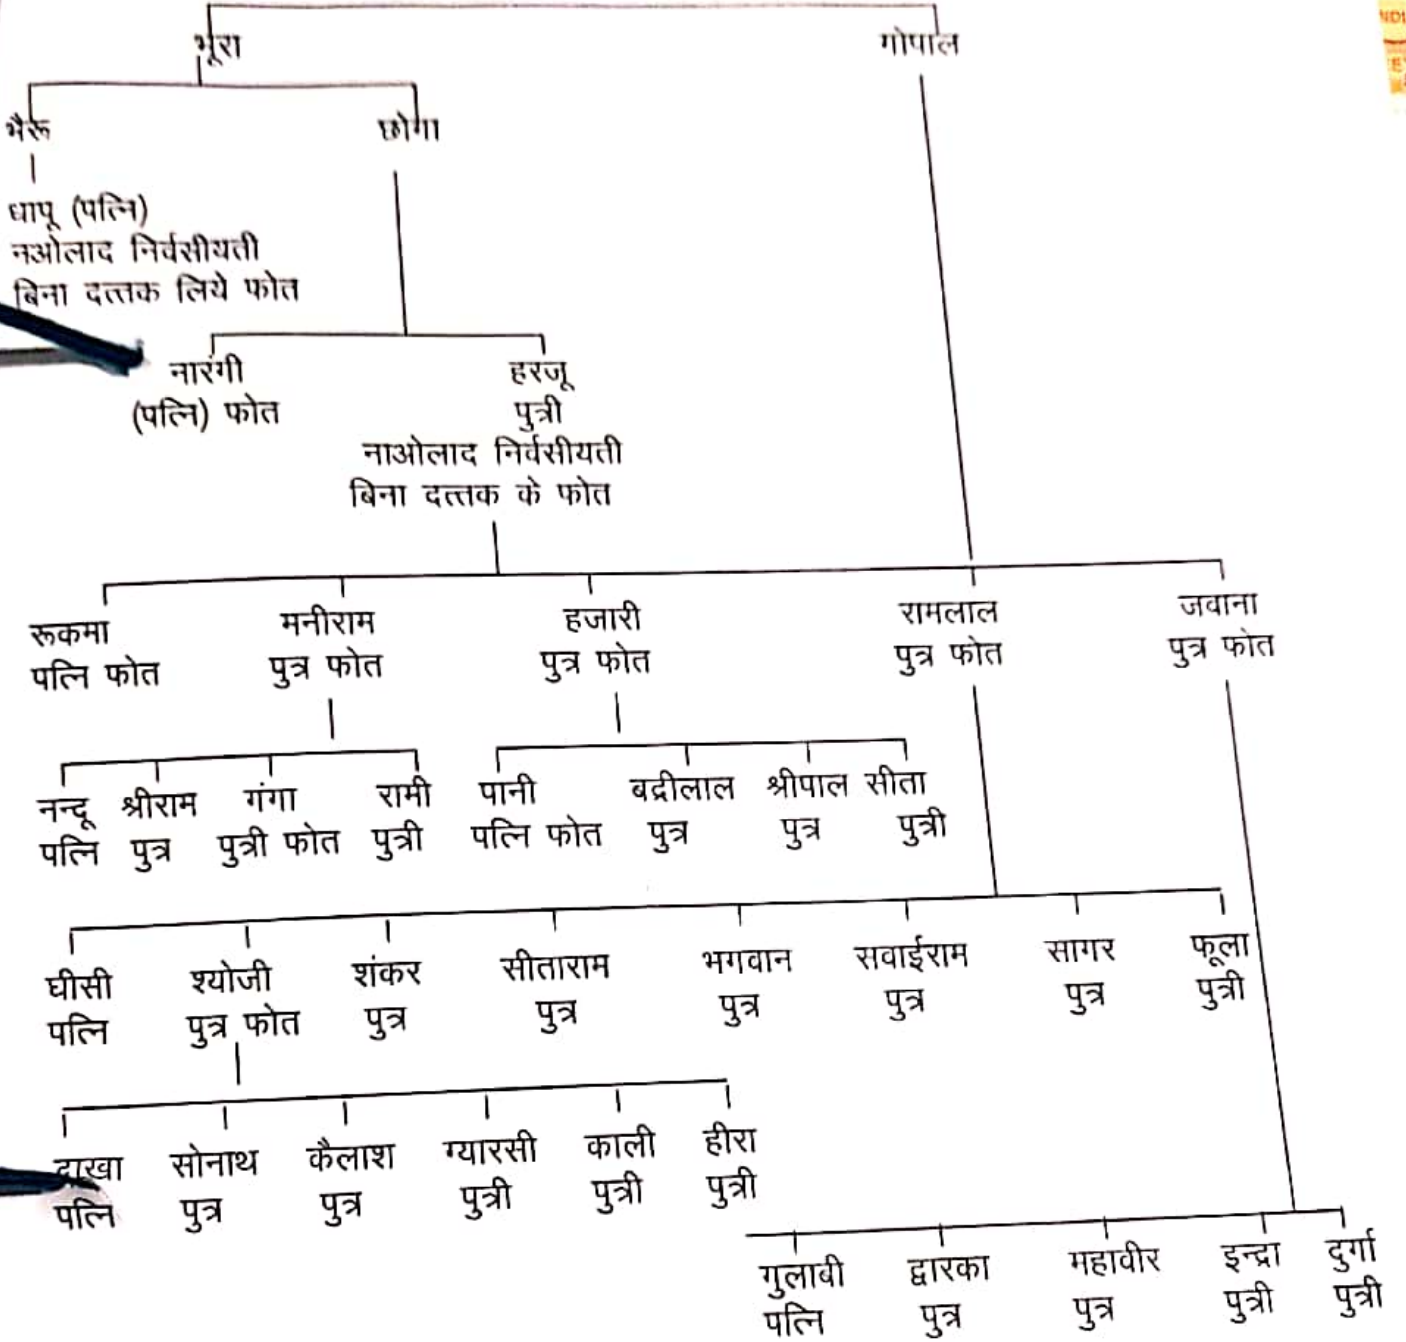 भूरा गोपाल
भैरू छोगा
धापू (पत्नि)
नओलाद निर्वसीयती
बिना दत्तक लिये फोत
नारंगी हरजू
(पत्नि) फोत पुत्री
नाओलाद निर्वसीयती
बिना दत्तक के फोत
रूकमा मनीराम हजारी रामलाल जवाना
पत्नि फोत पुत्र फोत पुत्र फोत पुत्र फोत पुत्र फोत
नन्दू श्रीराम गंगा रामी पानी बद्रीलाल श्रीपाल सीता
पत्नि पुत्र पुत्री फोत पुत्री पत्नि फोत पुत्र पुत्र पुत्री
घीसी श्योजी शंकर सीताराम भगवान सवाईराम सागर फूला
पत्नि पुत्र फोत पुत्र पुत्र पुत्र पुत्र पुत्र पुत्री
दाखा सोनाथ कैलाश ग्यारसी काली हीरा
पत्नि पुत्र पुत्र पुत्री पुत्री पुत्री
गुलाबी द्वारका महावीर इन्द्रा दुर्गा
पत्नि पुत्र पुत्र पुत्री पुत्री